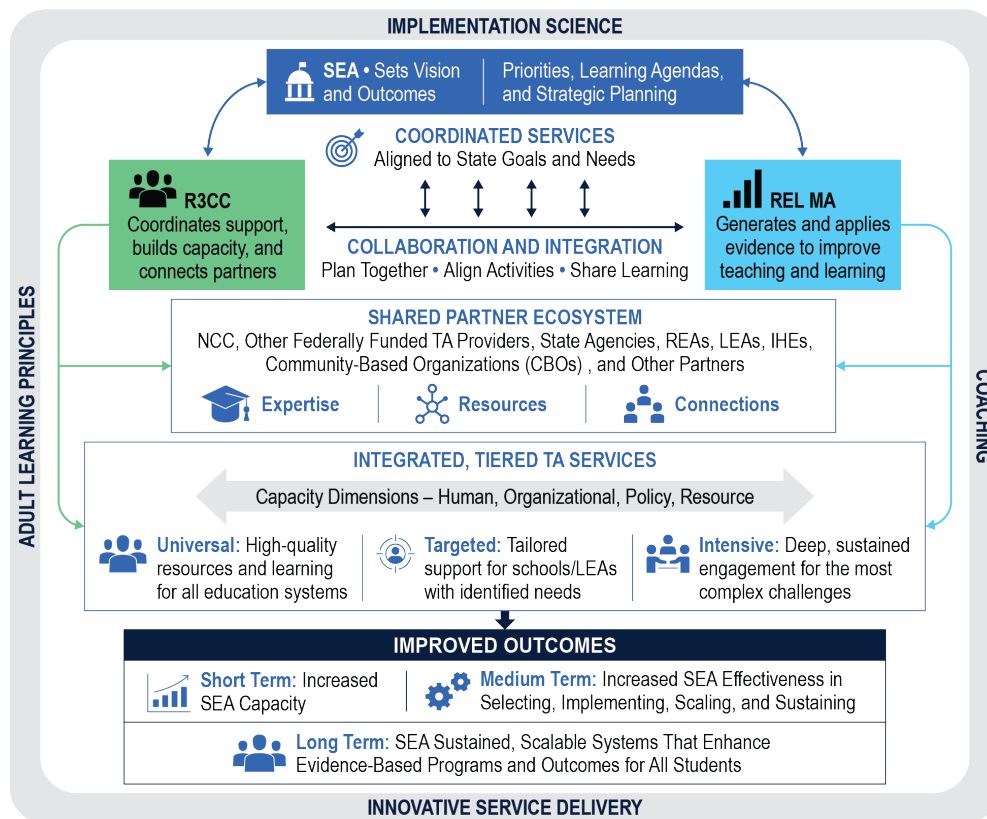 IMPLEMENTATION SCIENCE
SEA • Sets Vision
and Outcomes
Priorities, Learning Agendas,
and Strategic Planning
COORDINATED SERVICES
Aligned to State Goals and Needs
R3CC
Coordinates support,
builds capacity, and
connects partners
REL MA
Generates and applies
evidence to improve
teaching and learning
COLLABORATION AND INTEGRATION
Plan Together • Align Activities • Share Learning
ADULT LEARNING PRINCIPLES
COACHING
SHARED PARTNER ECOSYSTEM
NCC, Other Federally Funded TA Providers, State Agencies, REAs, LEAs, IHEs,
Community-Based Organizations (CBOs) , and Other Partners
Expertise
Resources
Connections
INTEGRATED, TIERED TA SERVICES
Capacity Dimensions – Human, Organizational, Policy, Resource
Universal: High-quality
resources and learning
for all education systems
Targeted: Tailored
support for schools/LEAs
with identified needs
Intensive: Deep, sustained
engagement for the most
complex challenges
IMPROVED OUTCOMES
Short Term: Increased
SEA Capacity
Medium Term: Increased SEA Effectiveness in
Selecting, Implementing, Scaling, and Sustaining
Long Term: SEA Sustained, Scalable Systems That Enhance
Evidence-Based Programs and Outcomes for All Students
INNOVATIVE SERVICE DELIVERY